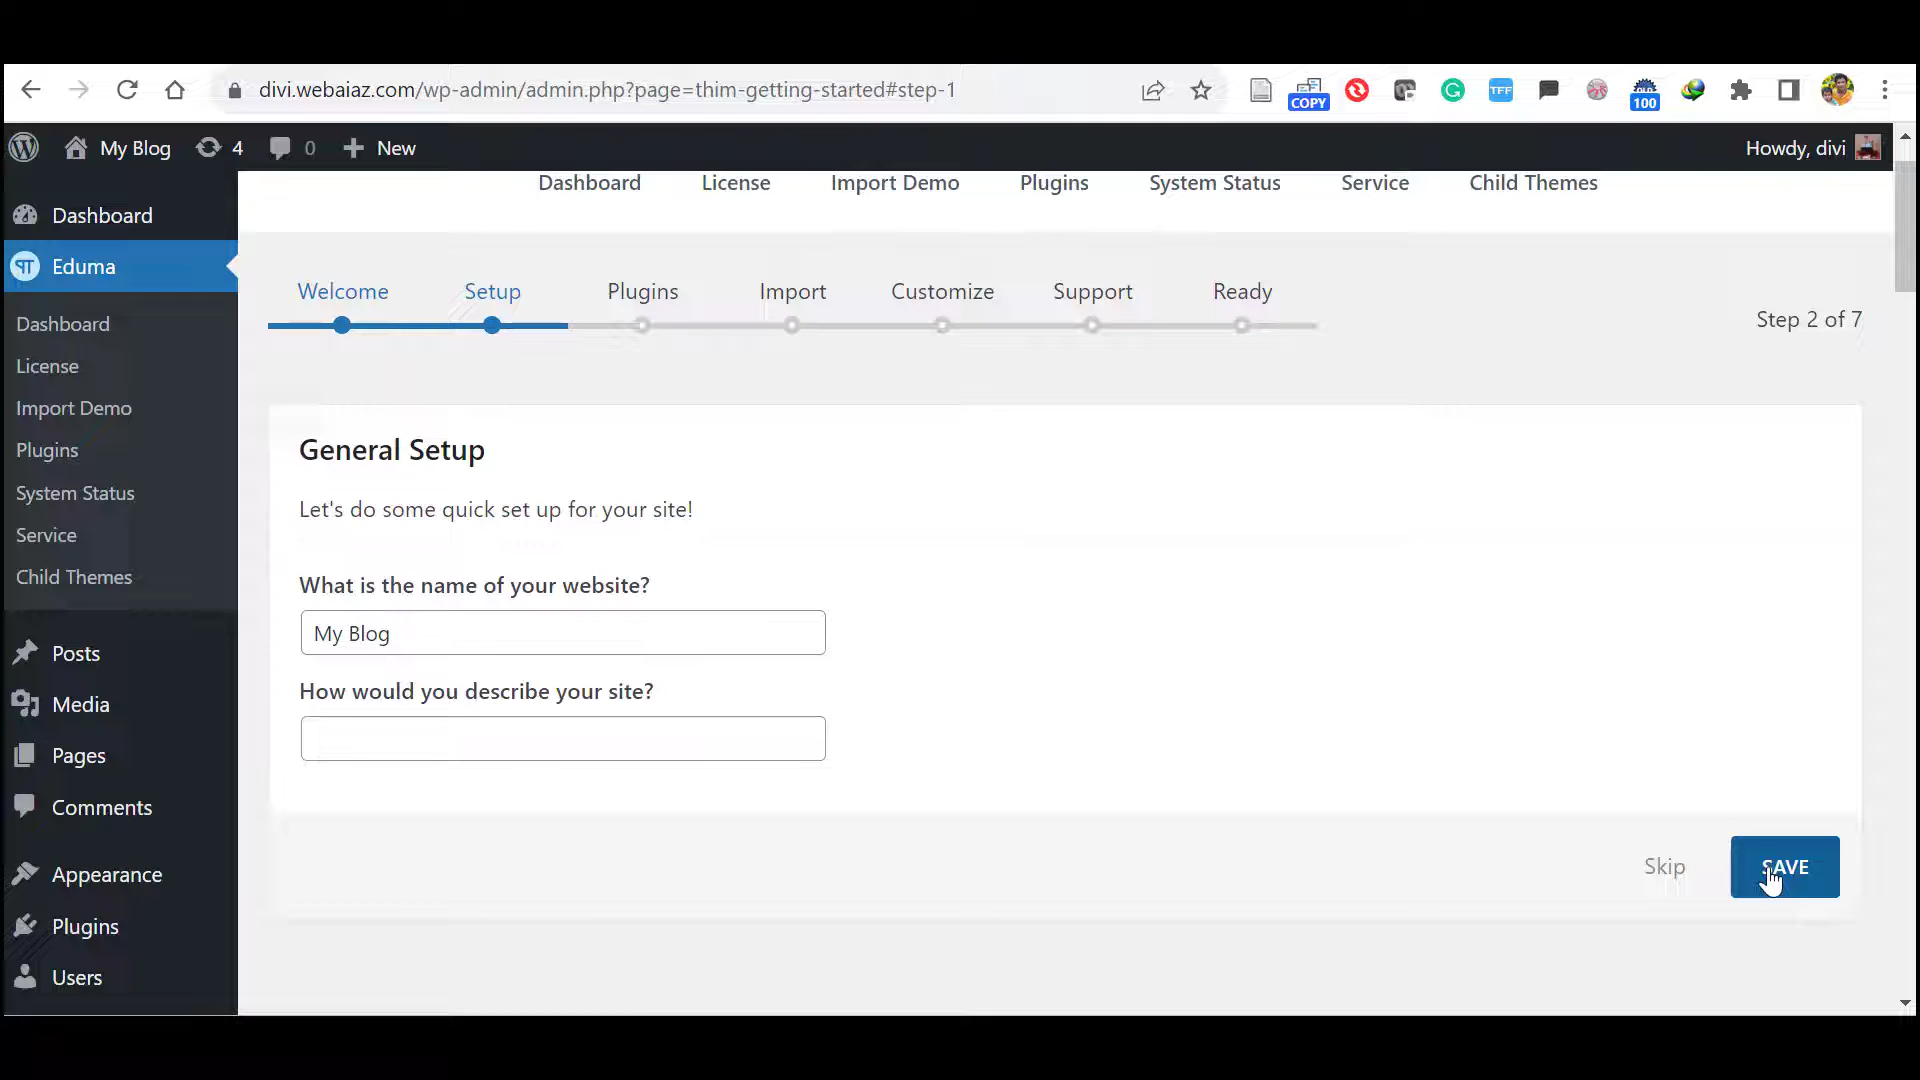 divi.webaiaz.com/wp-admin/admin.php?page=thim-getting-started#step-1
COPY
TFF
100
My Blog 4 0 New
Howdy, divi
Dashboard License Import Demo Plugins System Status Service Child Themes
Dashboard
Eduma
Dashboard
License
Import Demo
Plugins
System Status
Service
Child Themes
Posts
Media
Pages
Comments
Appearance
Plugins
Users
Welcome Setup Plugins Import Customize Support Ready
Step 2 of 7
General Setup
Let's do some quick set up for your site!
What is the name of your website?
My Blog
How would you describe your site?
Skip
SAVE